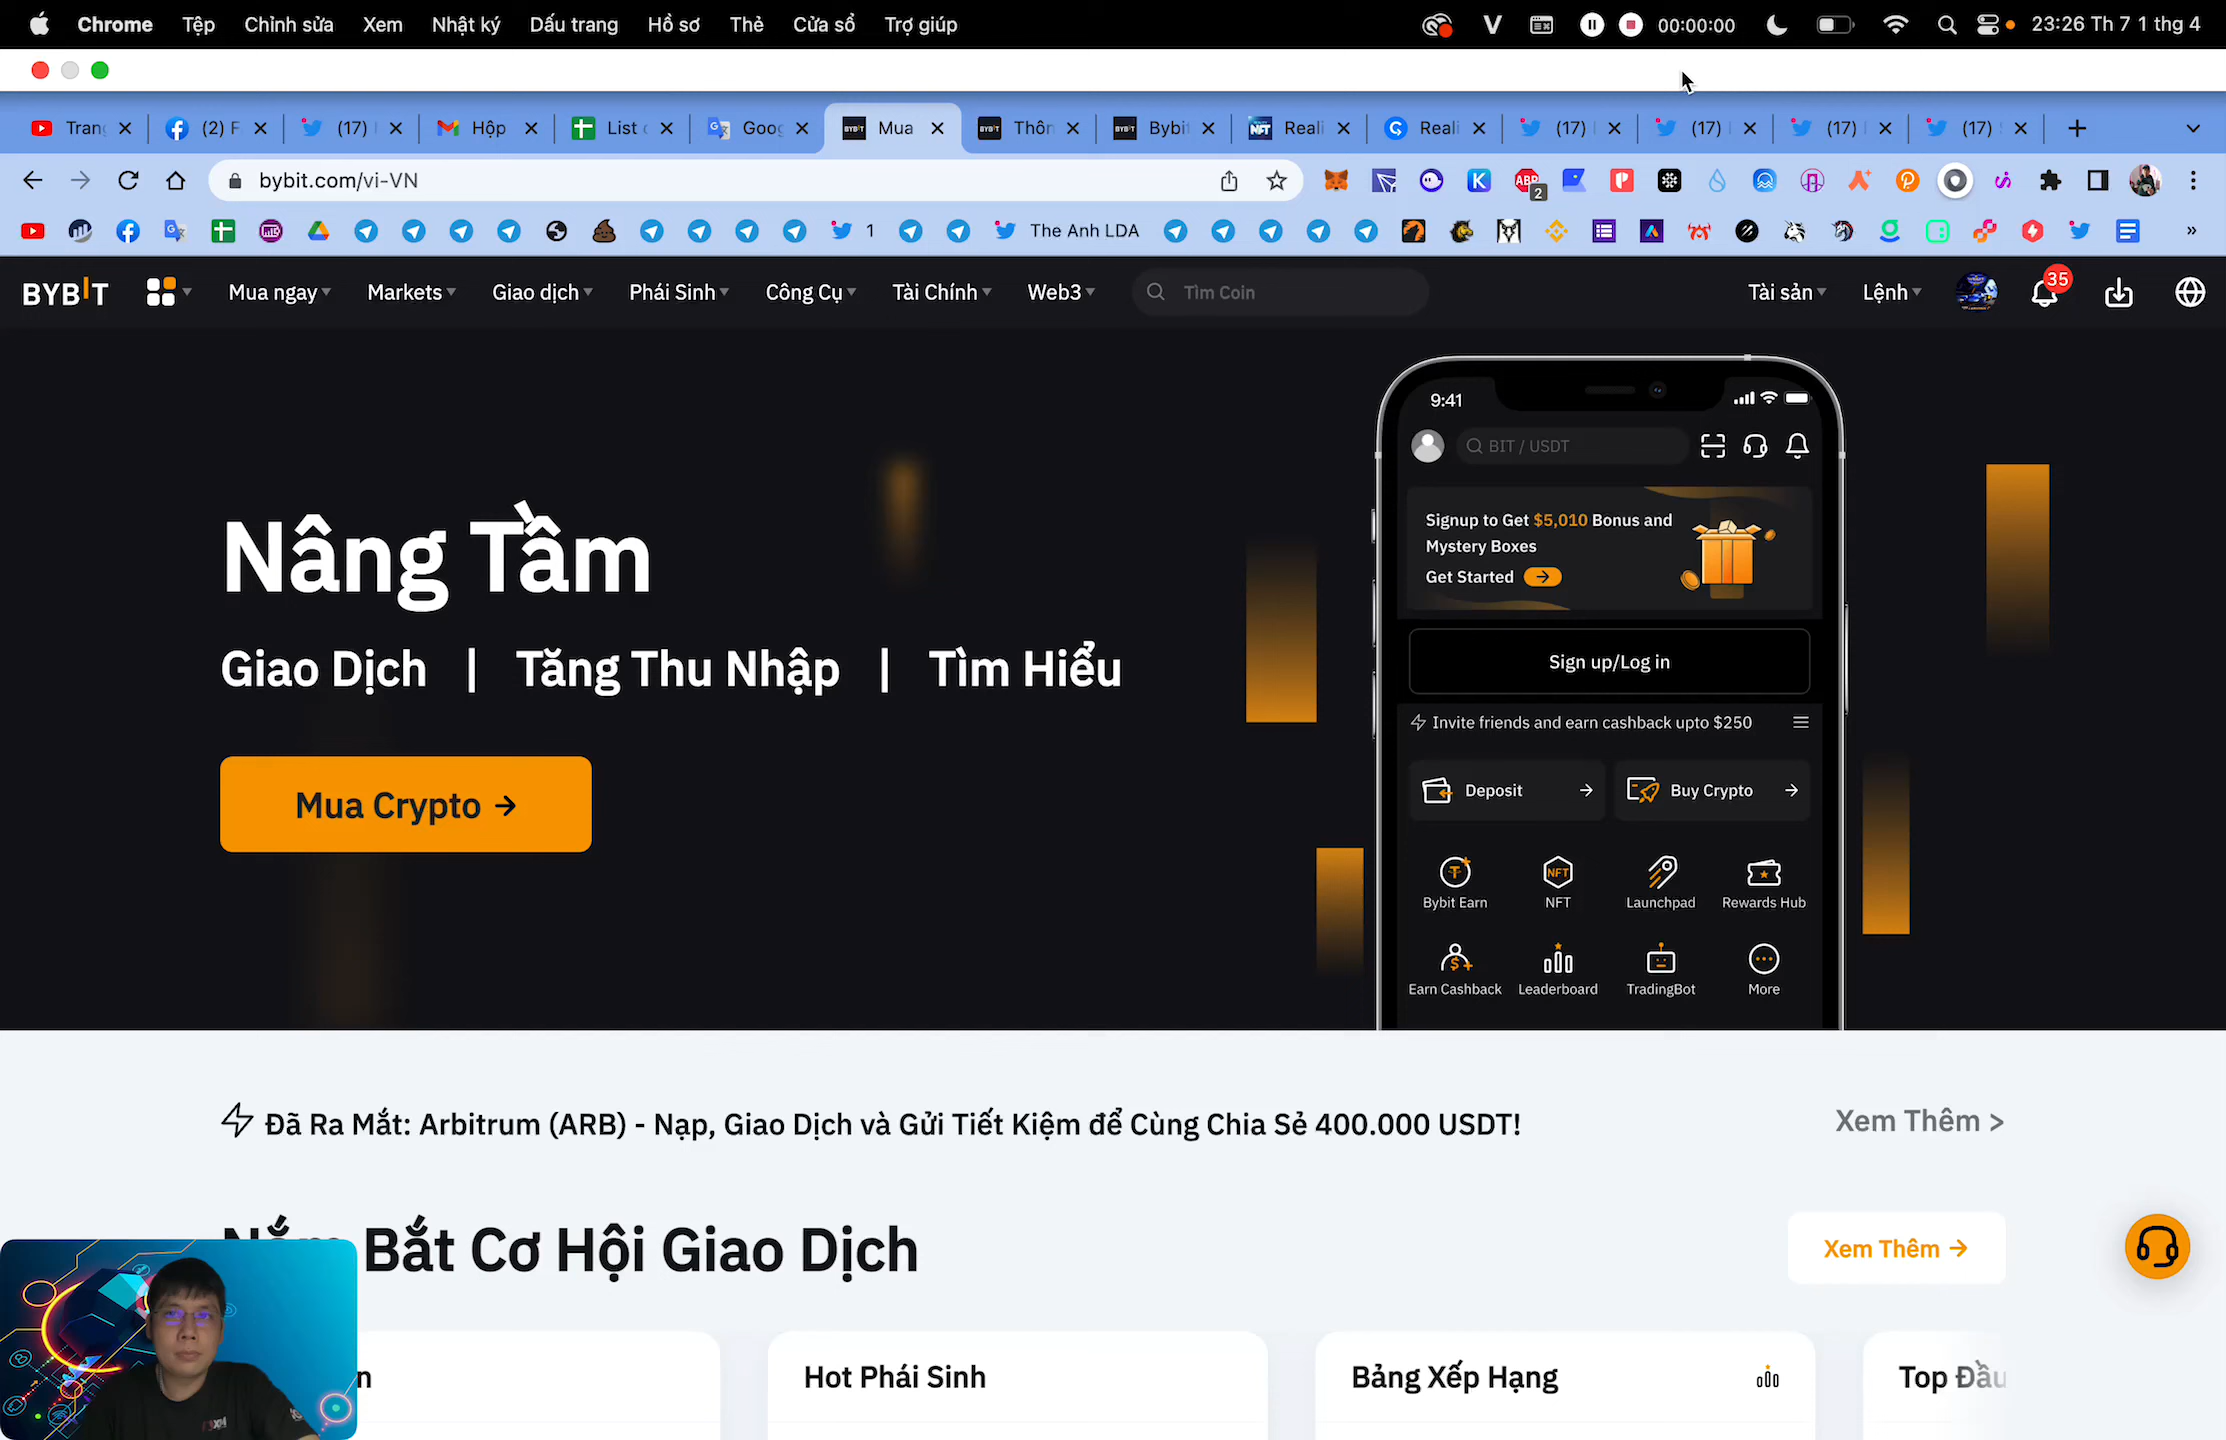 Chrome Tệp Chỉnh sửa Xem Nhật ký Dấu trang Hồ sơ Thẻ Cửa sổ Trợ giúp 00:00:00 23:26 Th 7 1 thg 4
Tran (2) F (17) Hộp List Goo Mua Thôn Bybi Reali Reali (17) (17) (17) (17)
bybit.com/vi-VN ABP 2
1 The Anh LDA »
BYBIT Mua ngay Markets Giao dịch Phái Sinh Công Cụ Tài Chính Web3 Tìm Coin Tài sản Lệnh 35
9:41
BIT / USDT
Signup to Get $5,010 Bonus and
Mystery Boxes
Get Started
Nâng Tầm
Giao Dịch | Tăng Thu Nhập | Tìm Hiểu
Mua Crypto →
Sign up/Log in
Invite friends and earn cashback upto $250
Deposit → Buy Crypto →
NFT
Bybit Earn NFT Launchpad Rewards Hub
Earn Cashback Leaderboard TradingBot More
Đã Ra Mắt: Arbitrum (ARB) - Nạp, Giao Dịch và Gửi Tiết Kiệm để Cùng Chia Sẻ 400.000 USDT! Xem Thêm >
Nắm Bắt Cơ Hội Giao Dịch Xem Thêm →
n Hot Phái Sinh Bảng Xếp Hạng Top Đầu